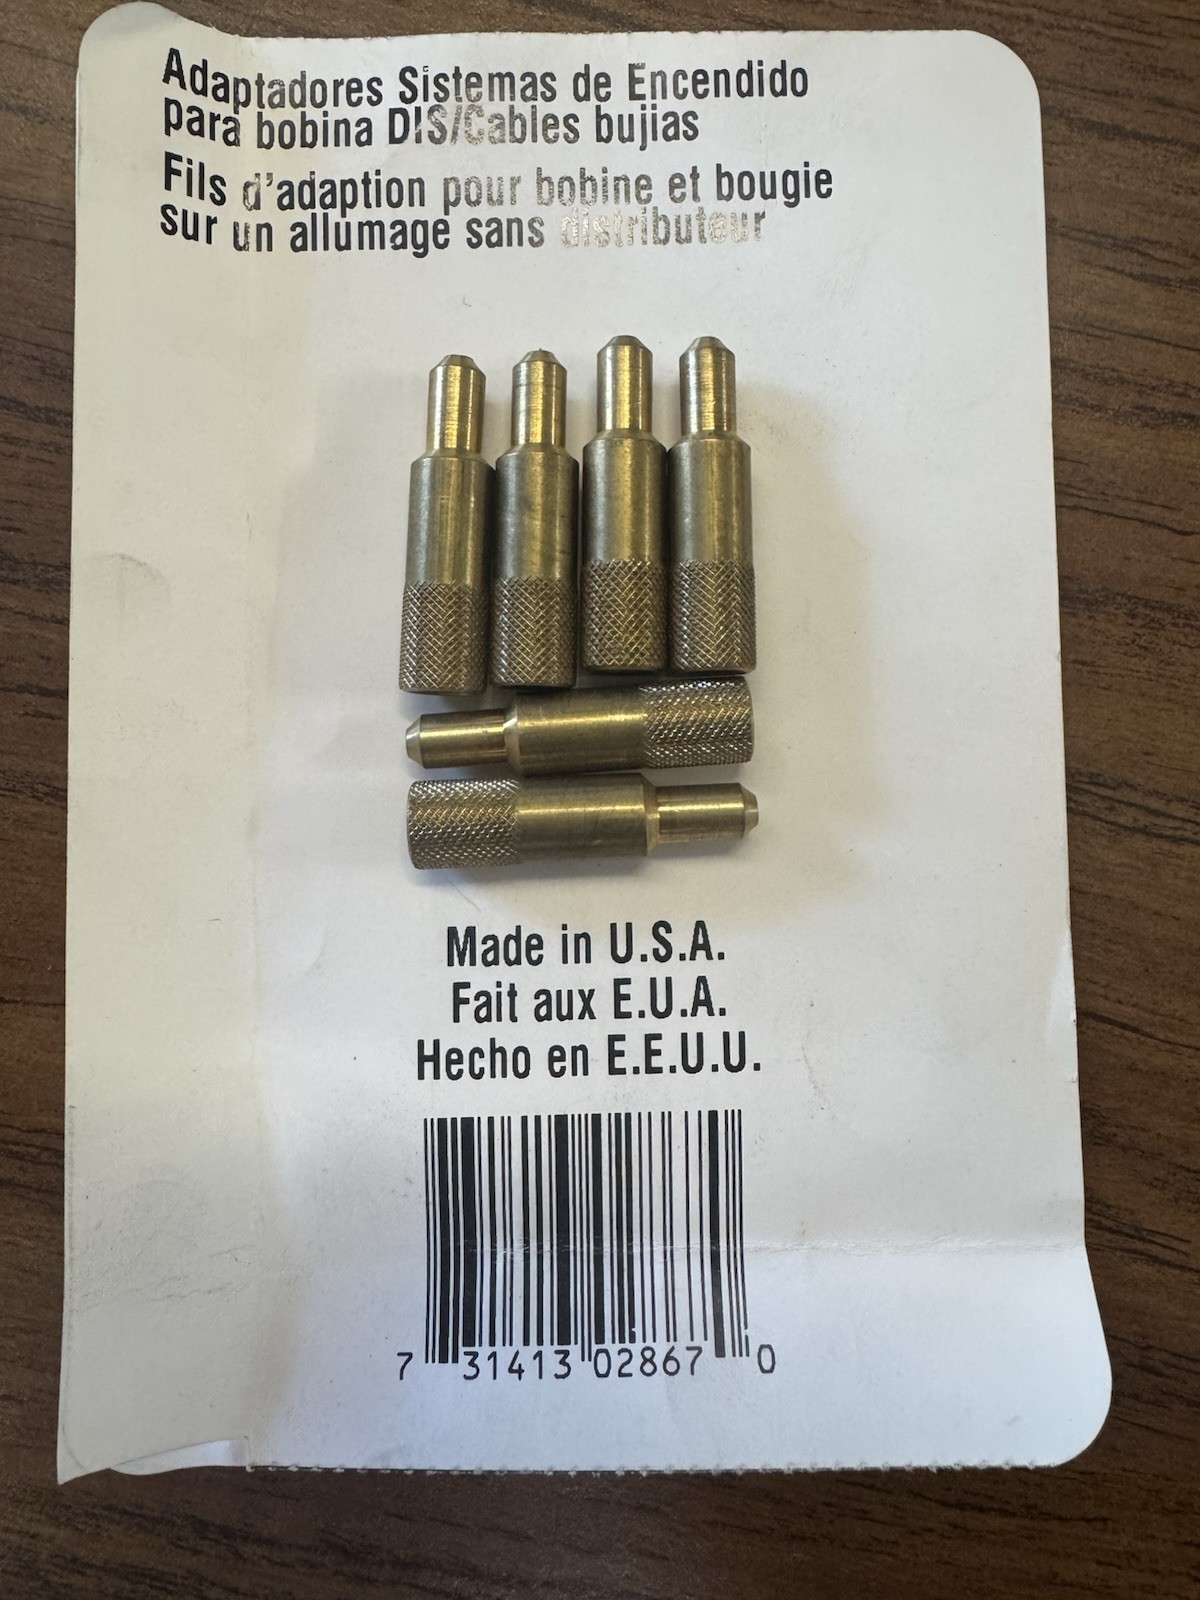 Adaptadores Sistemas de Encendido
para bobina DIS/Cables bujias
Fils d'adaption pour bobine et bougie
sur un allumage sans distributeur
Made in U.S.A.
Fait aux E.U.A.
Hecho en E.E.U.U.
7 31413 02867 0